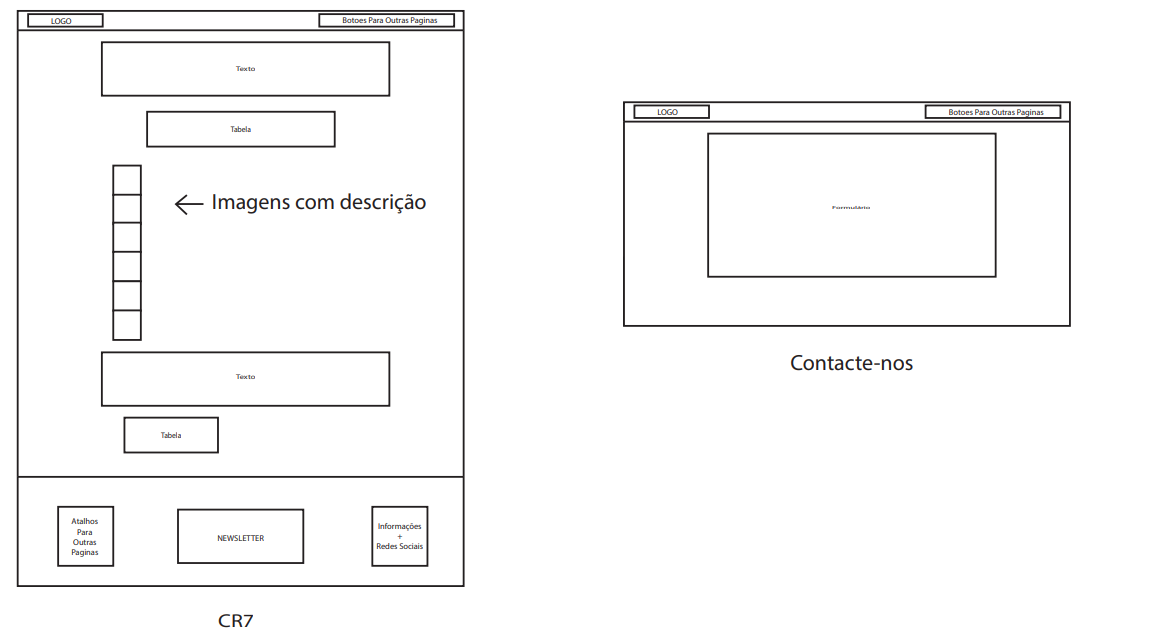 LOGO
Botoes Para Outras Paginas
Texto
Tabela
Imagens com descrição
Texto
Tabela
Atalhos
Para
Outras
Paginas
NEWSLETTER
Informações
+
Redes Sociais
CR7
LOGO
Botoes Para Outras Paginas
Formulário
Contacte-nos